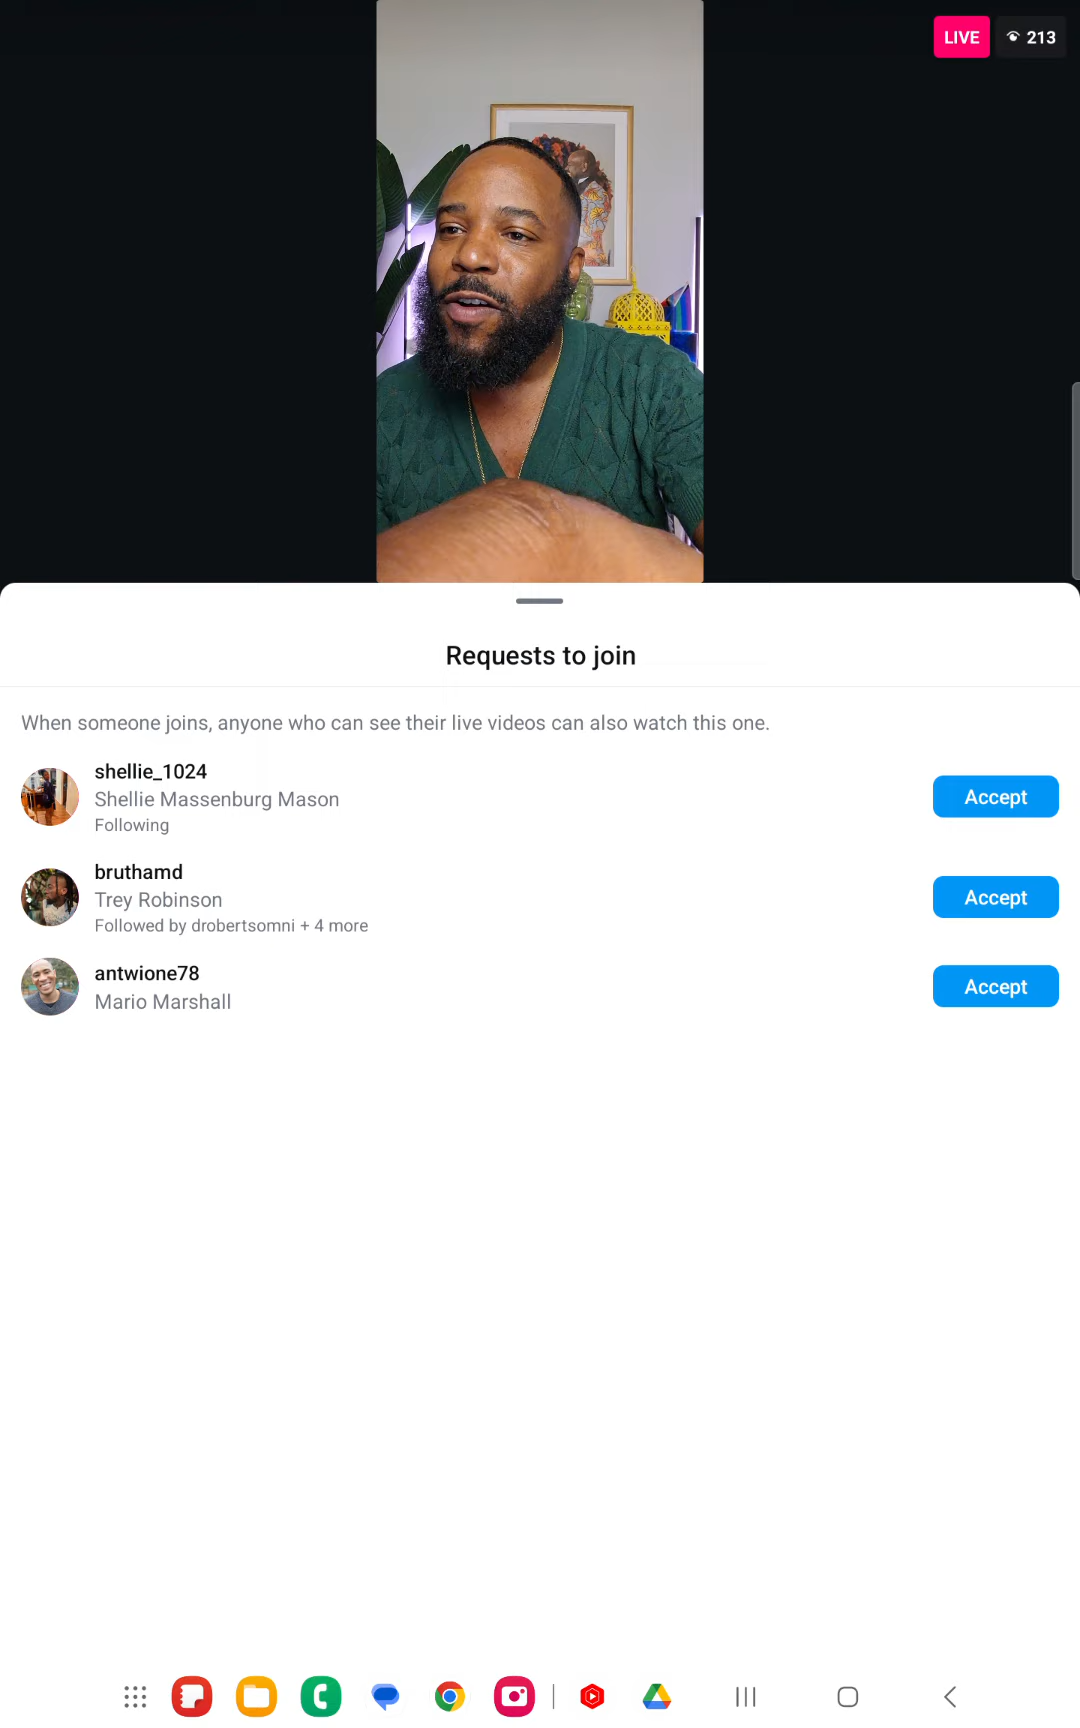 LIVE 213
Requests to join
When someone joins, anyone who can see their live videos can also watch this one.
shellie_1024
Shellie Massenburg Mason
Following
Accept
bruthamd
Trey Robinson
Followed by drobertsomni + 4 more
Accept
antwione78
Mario Marshall
Accept